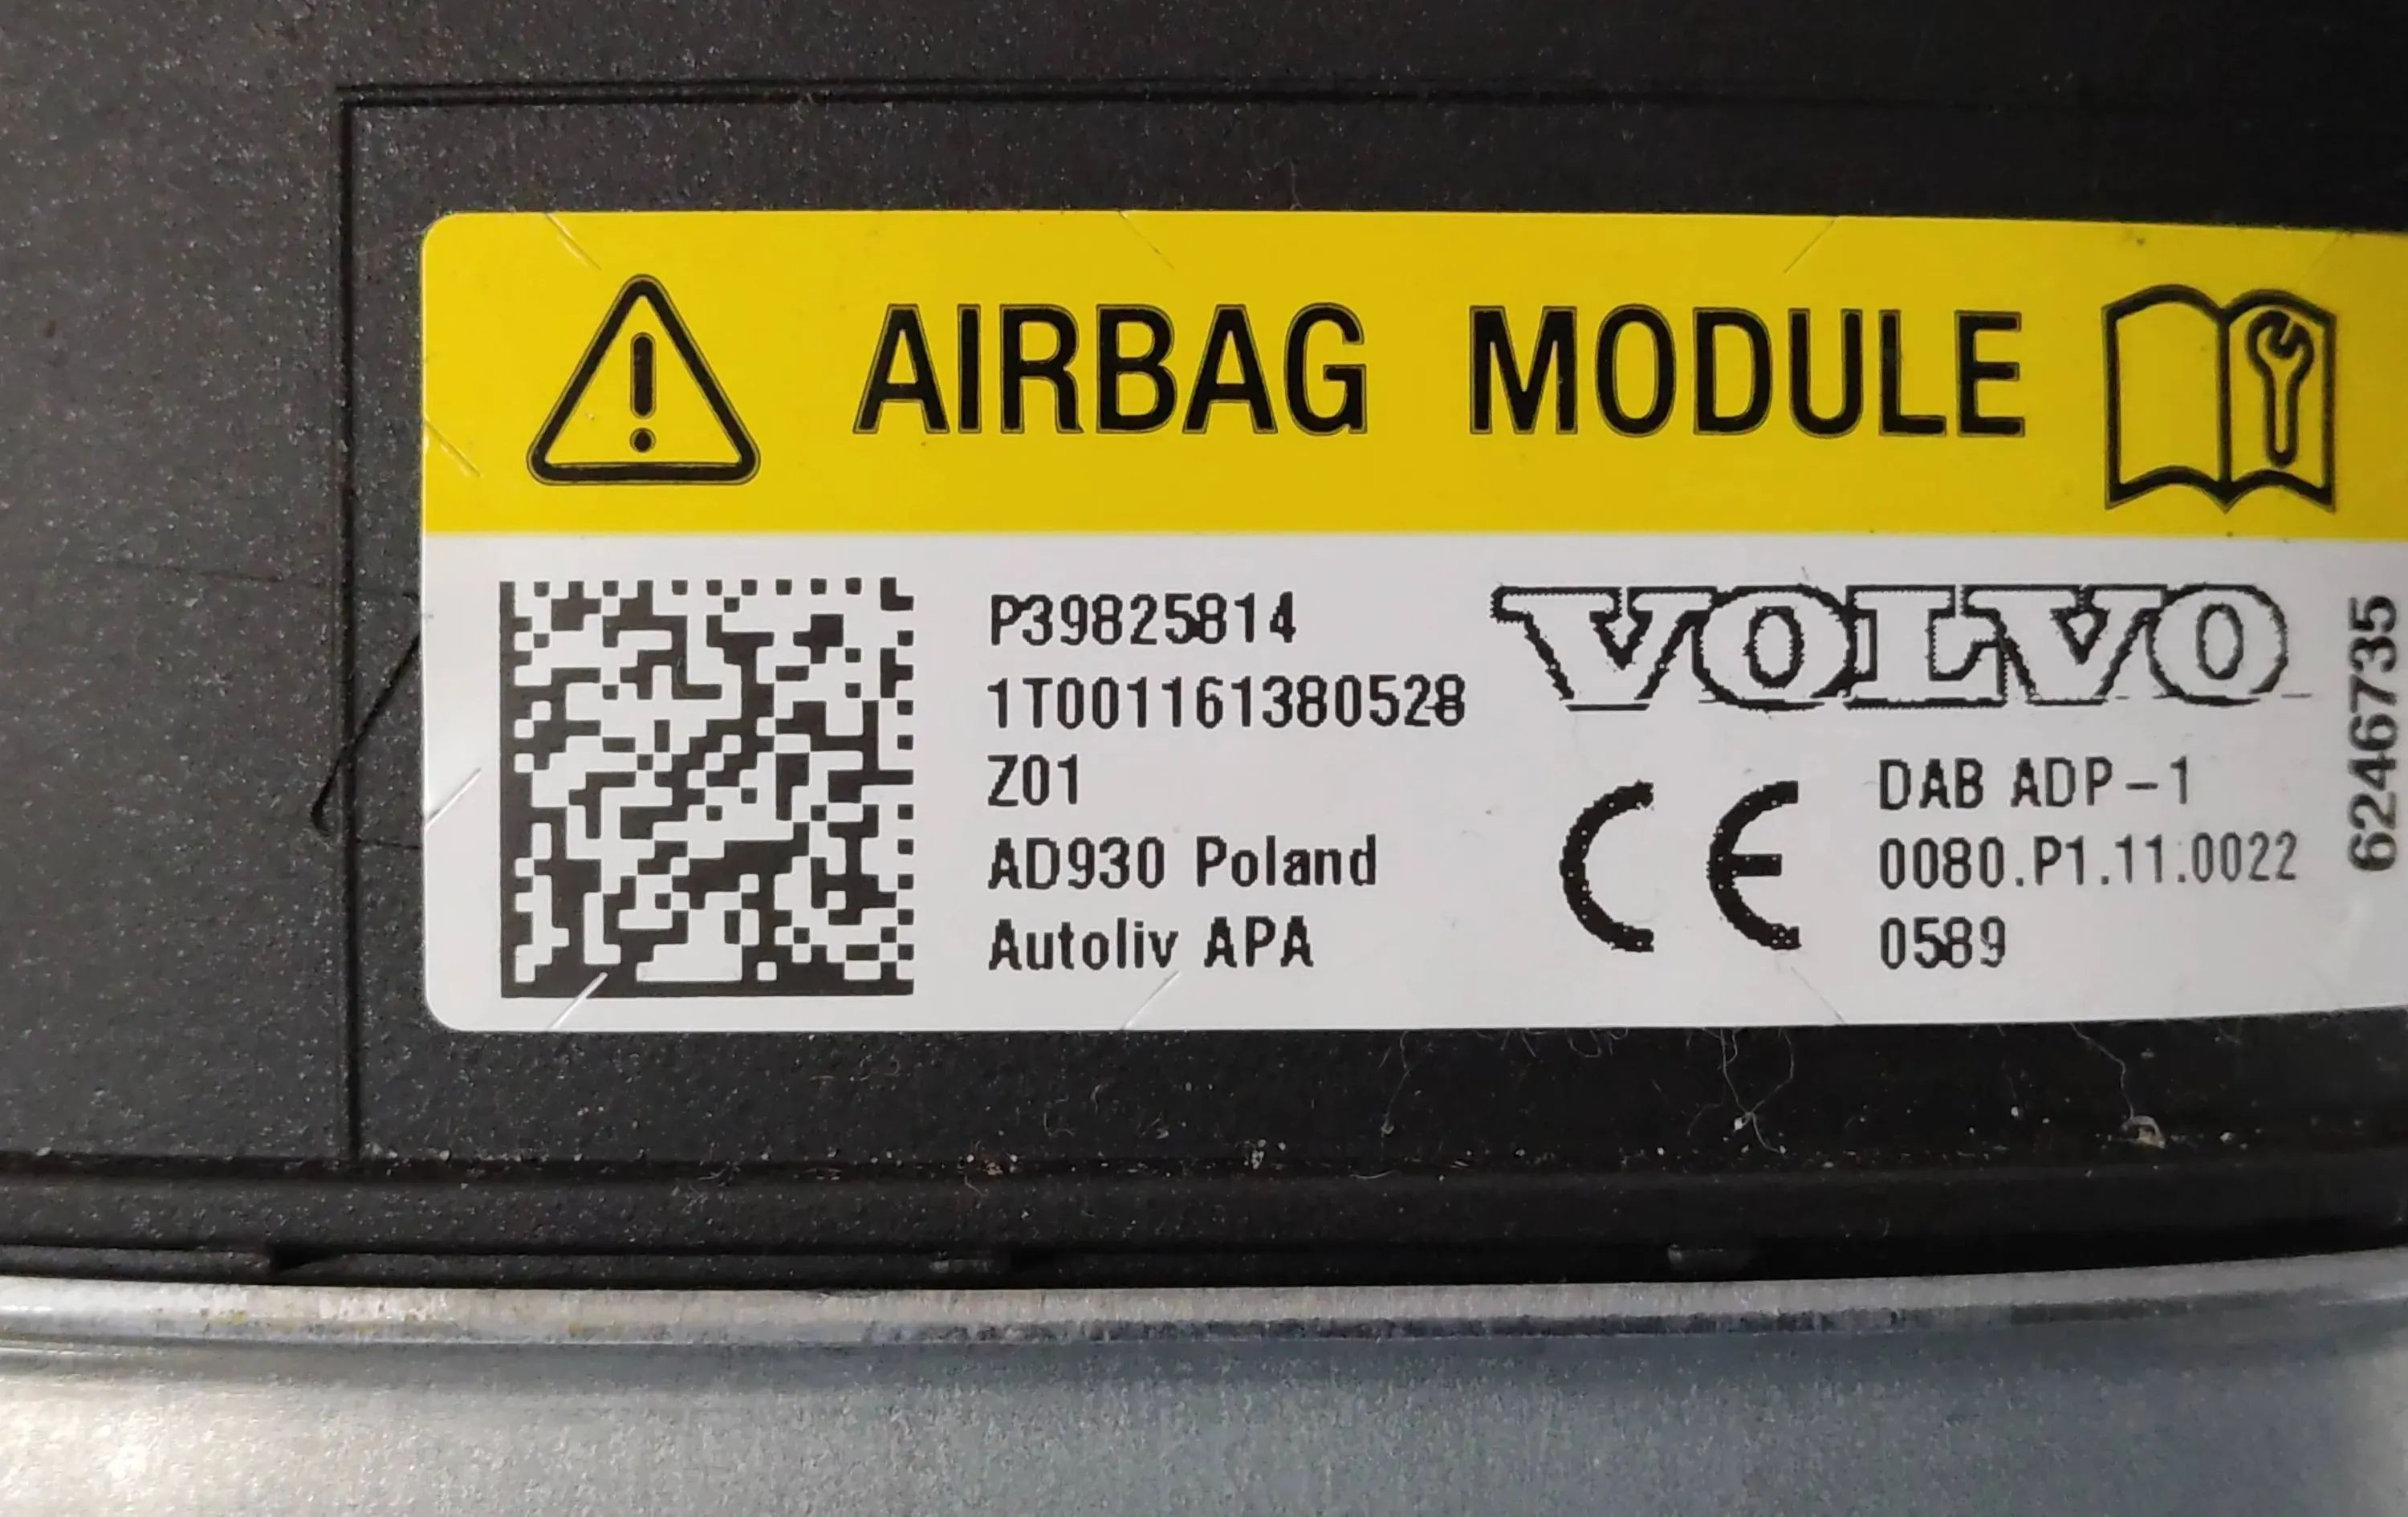 AIRBAG MODULE
P39825814
1T001161380528
Z01
AD930 Poland
Autoliv APA
VOLVO
CE
DAB ADP-1
0080.P1.11.0022
0589
6246735